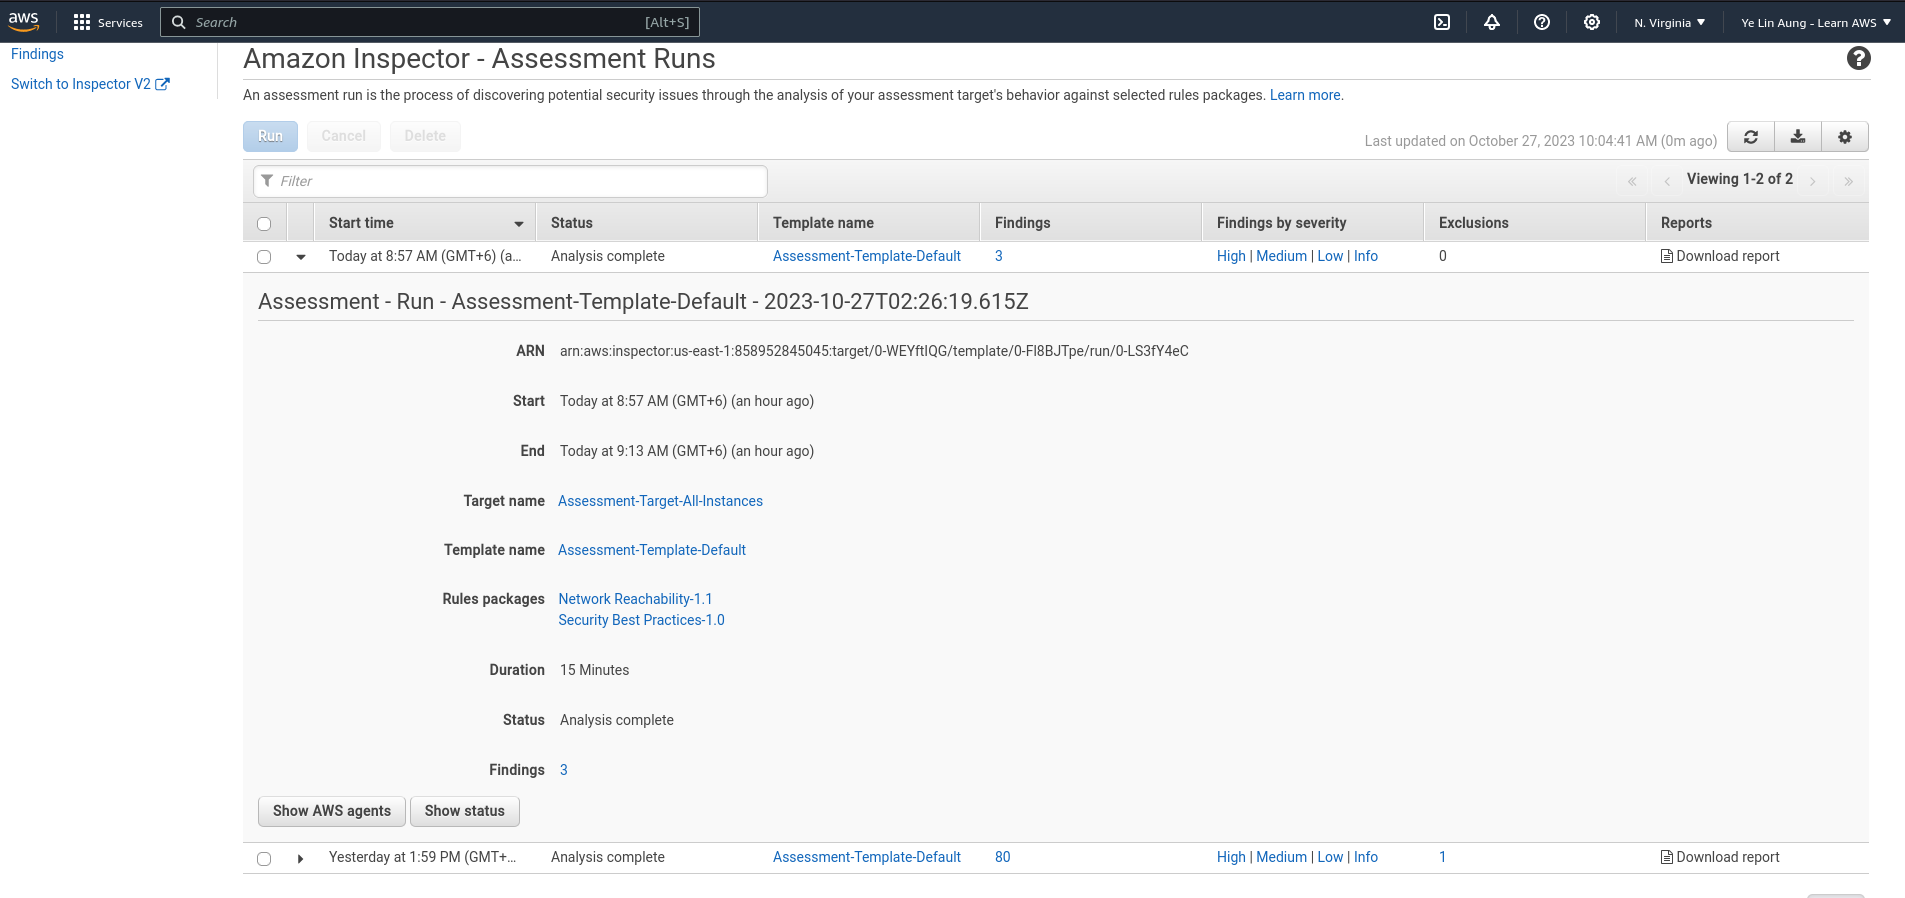 aws Services Search [Alt+S] N. Virginia Ye Lin Aung - Learn AWS
Findings
Switch to Inspector V2
Amazon Inspector - Assessment Runs
An assessment run is the process of discovering potential security issues through the analysis of your assessment target's behavior against selected rules packages. Learn more.
Run Cancel Delete
Last updated on October 27, 2023 10:04:41 AM (0m ago)
Filter
« ‹ Viewing 1-2 of 2 › »
Start time Status Template name Findings Findings by severity Exclusions Reports
Today at 8:57 AM (GMT+6) (a... Analysis complete Assessment-Template-Default 3 High | Medium | Low | Info 0 Download report
Assessment - Run - Assessment-Template-Default - 2023-10-27T02:26:19.615Z
ARN arn:aws:inspector:us-east-1:858952845045:target/0-WEYftIQG/template/0-Fl8BJTpe/run/0-LS3fY4eC
Start Today at 8:57 AM (GMT+6) (an hour ago)
End Today at 9:13 AM (GMT+6) (an hour ago)
Target name Assessment-Target-All-Instances
Template name Assessment-Template-Default
Rules packages Network Reachability-1.1
Security Best Practices-1.0
Duration 15 Minutes
Status Analysis complete
Findings 3
Show AWS agents Show status
Yesterday at 1:59 PM (GMT+... Analysis complete Assessment-Template-Default 80 High | Medium | Low | Info 1 Download report